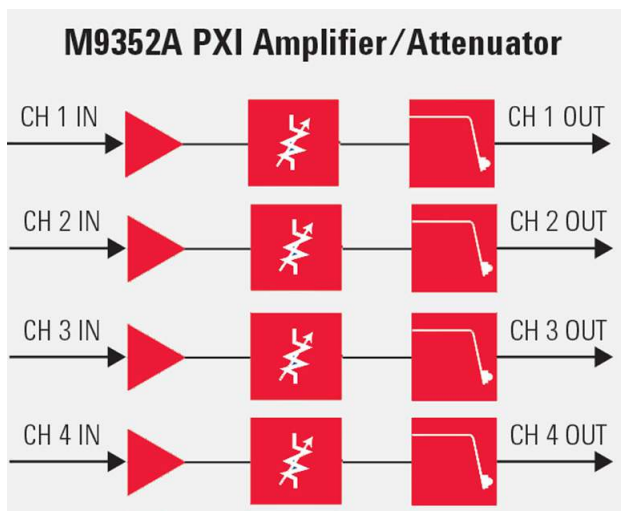 M9352A PXI Amplifier/Attenuator
CH 1 IN
CH 1 OUT
CH 2 IN
CH 2 OUT
CH 3 IN
CH 3 OUT
CH 4 IN
CH 4 OUT